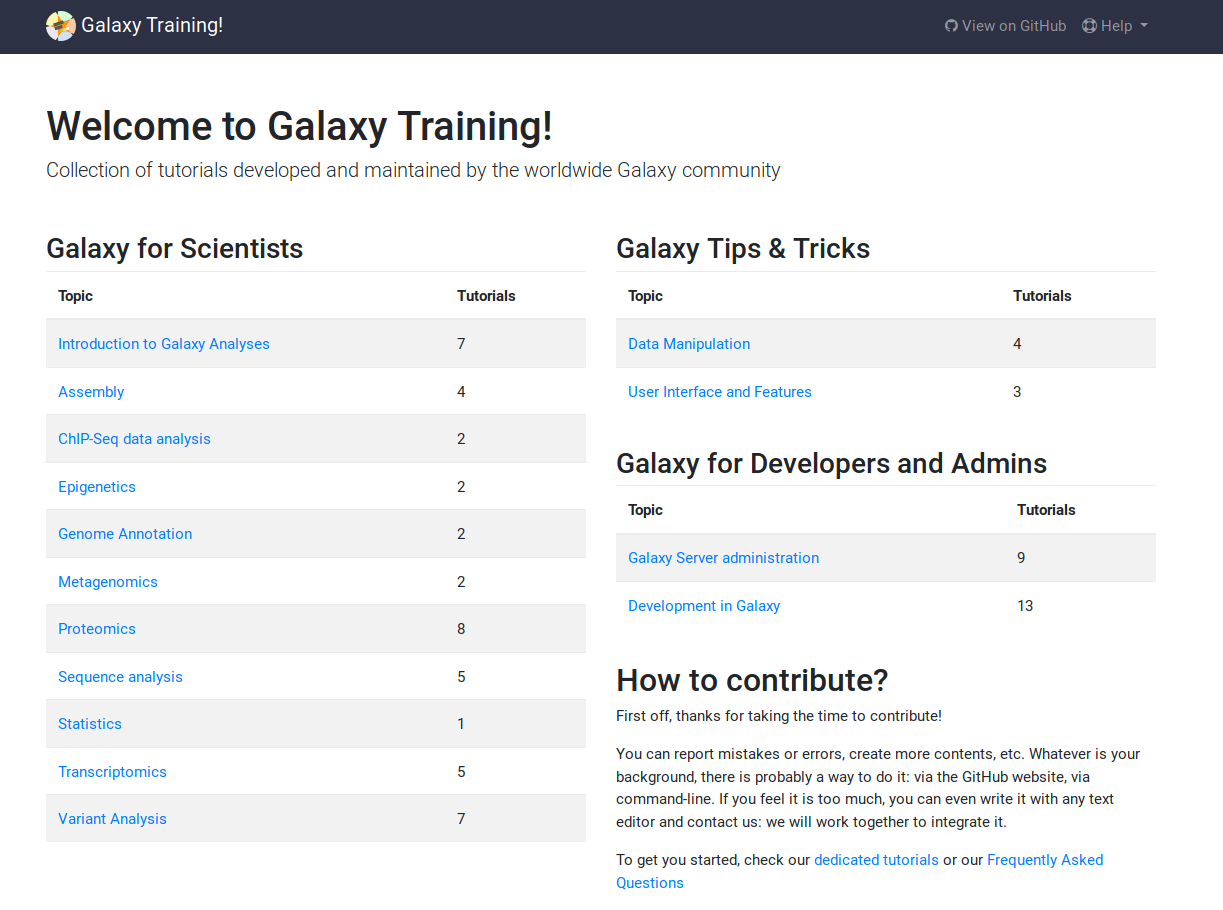 Galaxy Training!
View on GitHub
Help
Welcome to Galaxy Training!
Collection of tutorials developed and maintained by the worldwide Galaxy community
Galaxy for Scientists
Topic Tutorials
Introduction to Galaxy Analyses 7
Assembly 4
ChIP-Seq data analysis 2
Epigenetics 2
Genome Annotation 2
Metagenomics 2
Proteomics 8
Sequence analysis 5
Statistics 1
Transcriptomics 5
Variant Analysis 7
Galaxy Tips & Tricks
Topic Tutorials
Data Manipulation 4
User Interface and Features 3
Galaxy for Developers and Admins
Topic Tutorials
Galaxy Server administration 9
Development in Galaxy 13
How to contribute?
First off, thanks for taking the time to contribute!
You can report mistakes or errors, create more contents, etc. Whatever is your
background, there is probably a way to do it: via the GitHub website, via
command-line. If you feel it is too much, you can even write it with any text
editor and contact us: we will work together to integrate it.
To get you started, check our dedicated tutorials or our Frequently Asked
Questions